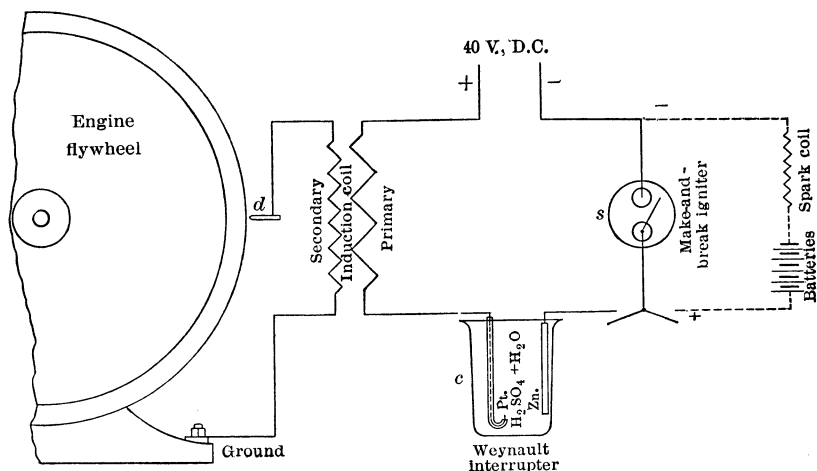 40 V., D.C.
+
−
−
Engine
flywheel
d
Secondary
Induction coil
Primary
s
Make-and-
break igniter
Spark coil
Batteries
+
c
Pt.
H₂SO₄ + H₂O
Zn.
Ground
Weynault
interrupter